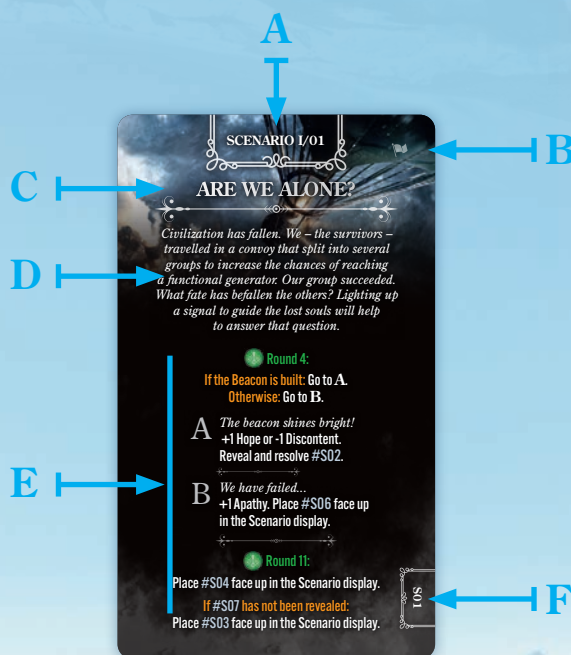 A
SCENARIO I/01
B
C
ARE WE ALONE?
Civilization has fallen. We – the survivors –
travelled in a convoy that split into several
groups to increase the chances of reaching
D
a functional generator. Our group succeeded.
What fate has befallen the others? Lighting up
a signal to guide the lost souls will help
to answer that question.
Round 4:
If the Beacon is built: Go to A.
Otherwise: Go to B.
A
The beacon shines bright!
+1 Hope or -1 Discontent.
Reveal and resolve #S02.
E
B
We have failed...
+1 Apathy. Place #S06 face up
in the Scenario display.
Round 11:
Place #S04 face up in the Scenario display.
If #S07 has not been revealed:
Place #S03 face up in the Scenario display.
S01
F